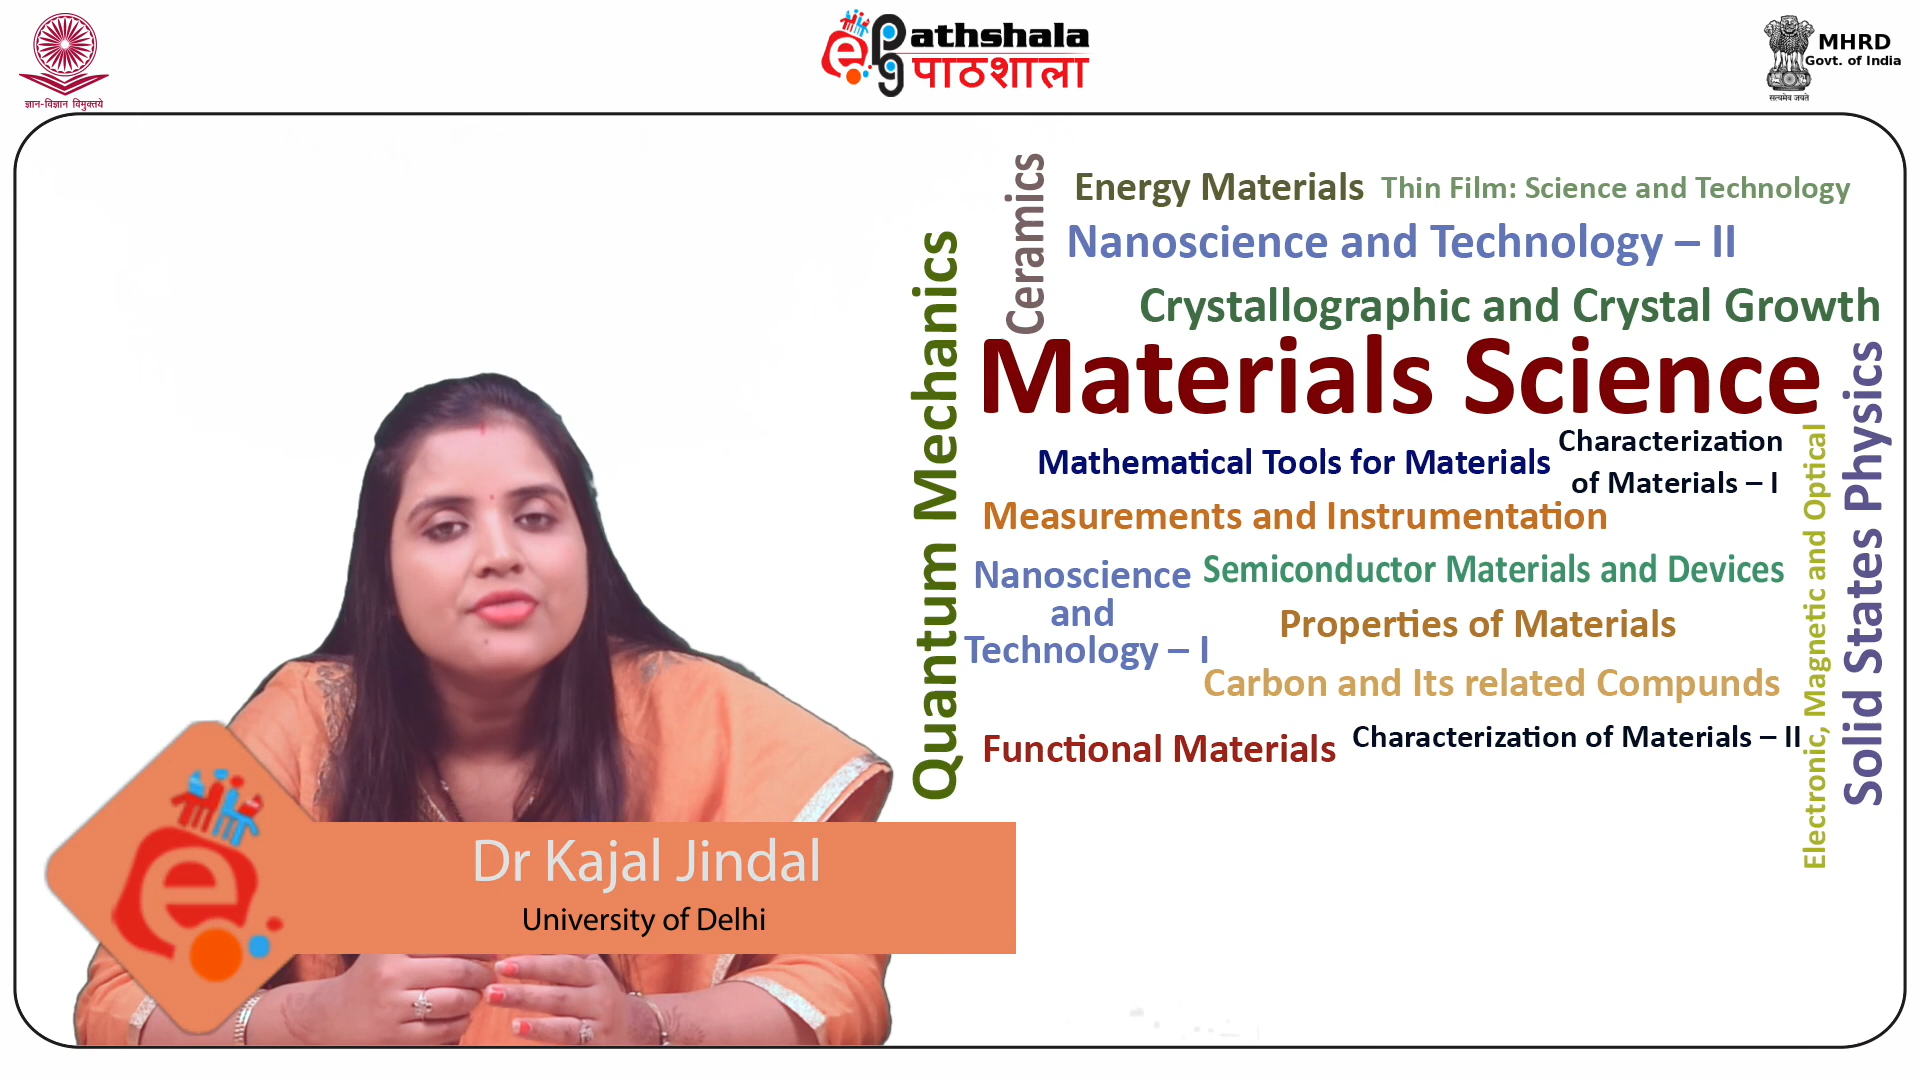 ज्ञान-विज्ञान विमुक्तये
e Pg athshala
पाठशाला
MHRD
Govt. of India
सत्यमेव जयते
Ceramics
Energy Materials
Thin Film: Science and Technology
Nanoscience and Technology – II
Quantum Mechanics
Crystallographic and Crystal Growth
Materials Science
Solid States Physics
Electronic, Magnetic and Optical
Mathematical Tools for Materials
Characterization
of Materials – I
Measurements and Instrumentation
Nanoscience
and
Technology – I
Semiconductor Materials and Devices
Properties of Materials
Carbon and Its related Compunds
Functional Materials
Characterization of Materials – II
e
Dr Kajal Jindal
University of Delhi